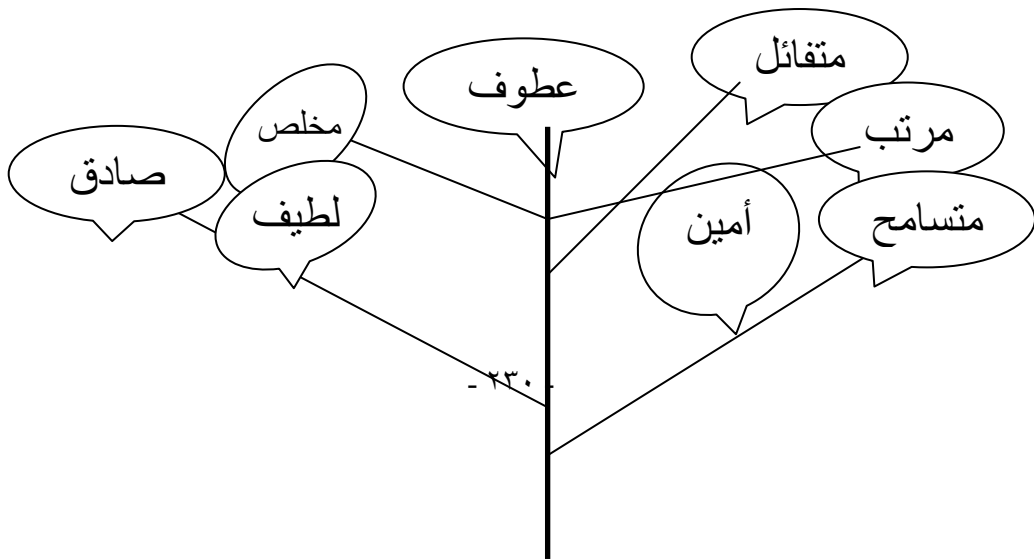 متفائل
عطوف
مخلص
مرتب
صادق
لطيف
أمين
متسامح
- ٢٣٠ -